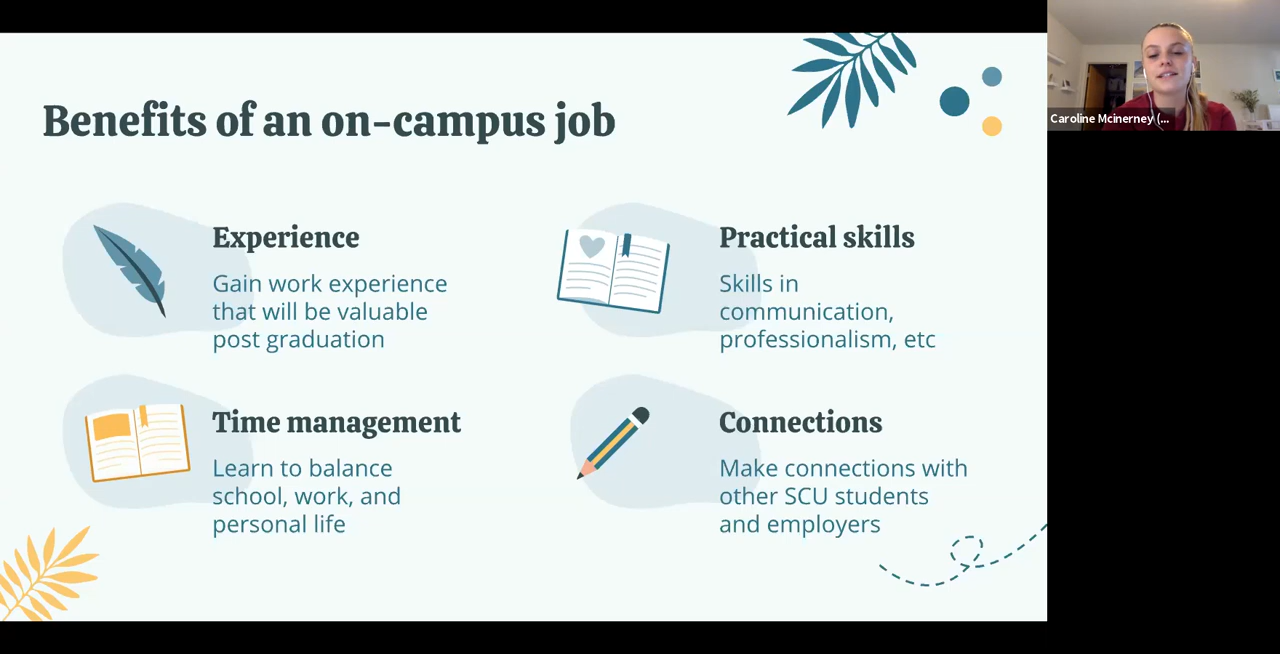 Benefits of an on-campus job
Experience
Gain work experience
that will be valuable
post graduation
Practical skills
Skills in
communication,
professionalism, etc
Time management
Learn to balance
school, work, and
personal life
Connections
Make connections with
other SCU students
and employers
Caroline Mcinerney (...